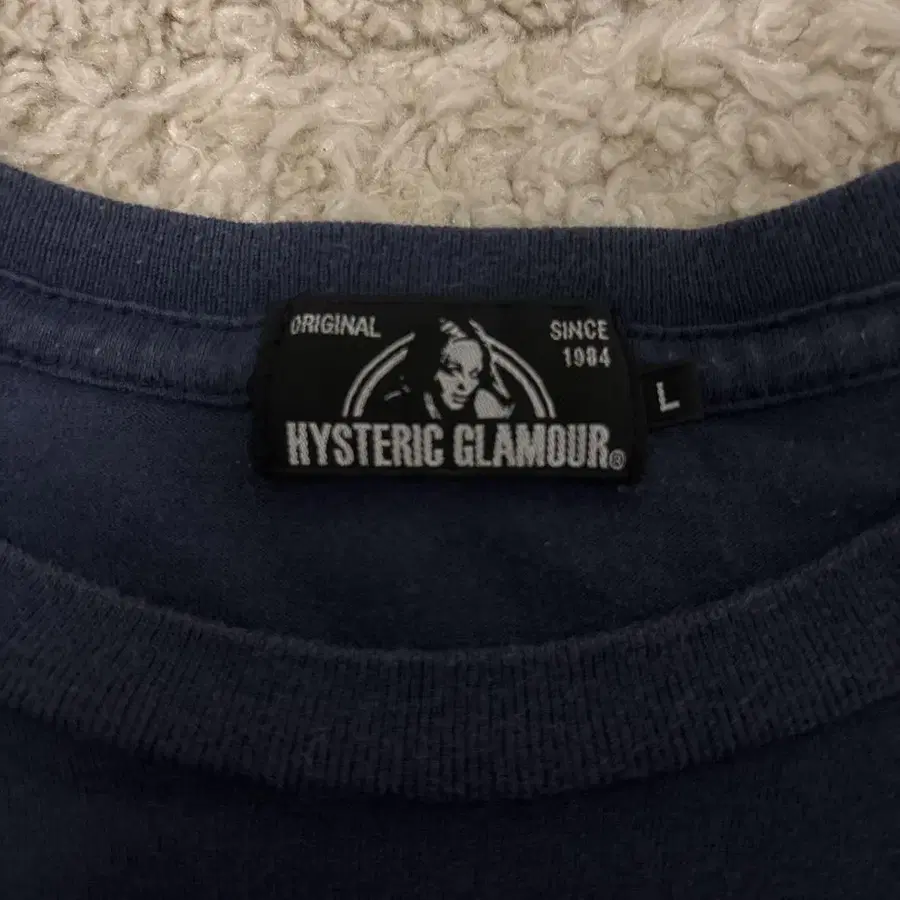 ORIGINAL
SINCE
1984
HYSTERIC GLAMOUR®
L